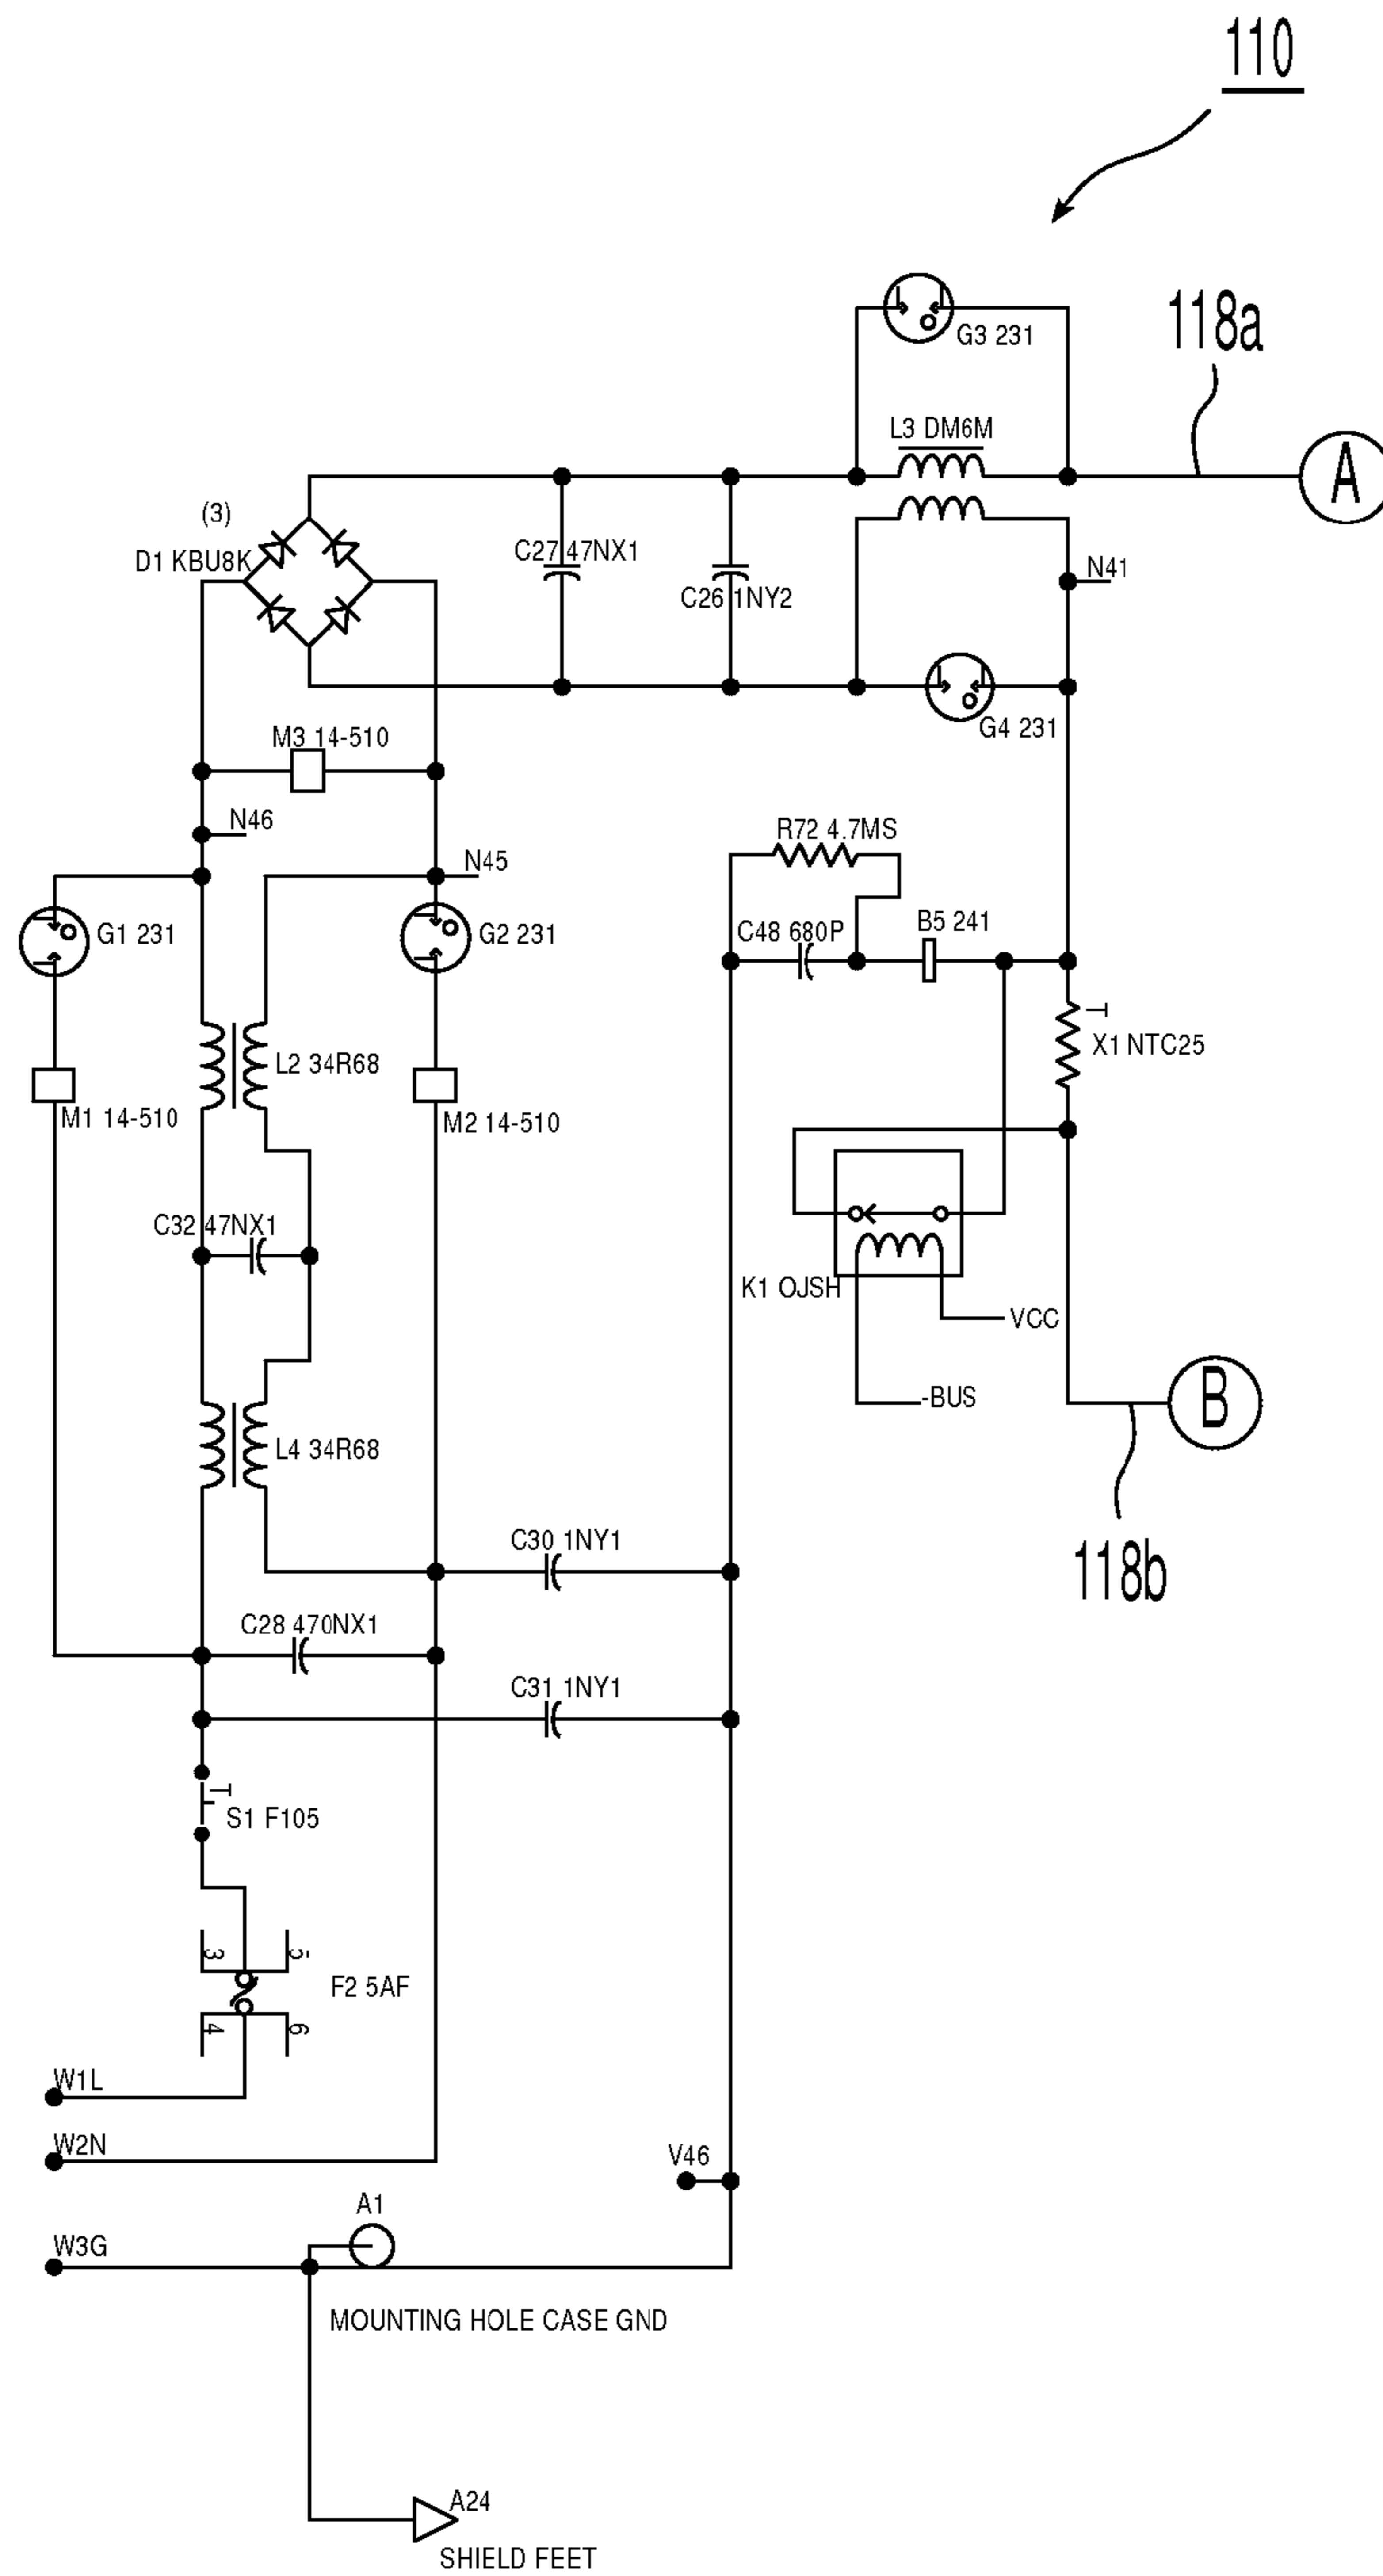 110
118a
G3 231
L3 DM6M
A
(3)
D1 KBU8K
C27 47NX1
C26 1NY2
N41
G4 231
M3 14-510
N46
N45
R72 4.7MS
C48 680P
B5 241
G1 231
G2 231
T
X1 NTC25
L2 34R68
M1 14-510
M2 14-510
C32 47NX1
K1 OJSH
VCC
-BUS
B
L4 34R68
118b
C30 1NY1
C28 470NX1
C31 1NY1
T
S1 F105
3
5
F2 5AF
4
6
W1L
W2N
V46
A1
W3G
MOUNTING HOLE CASE GND
A24
SHIELD FEET